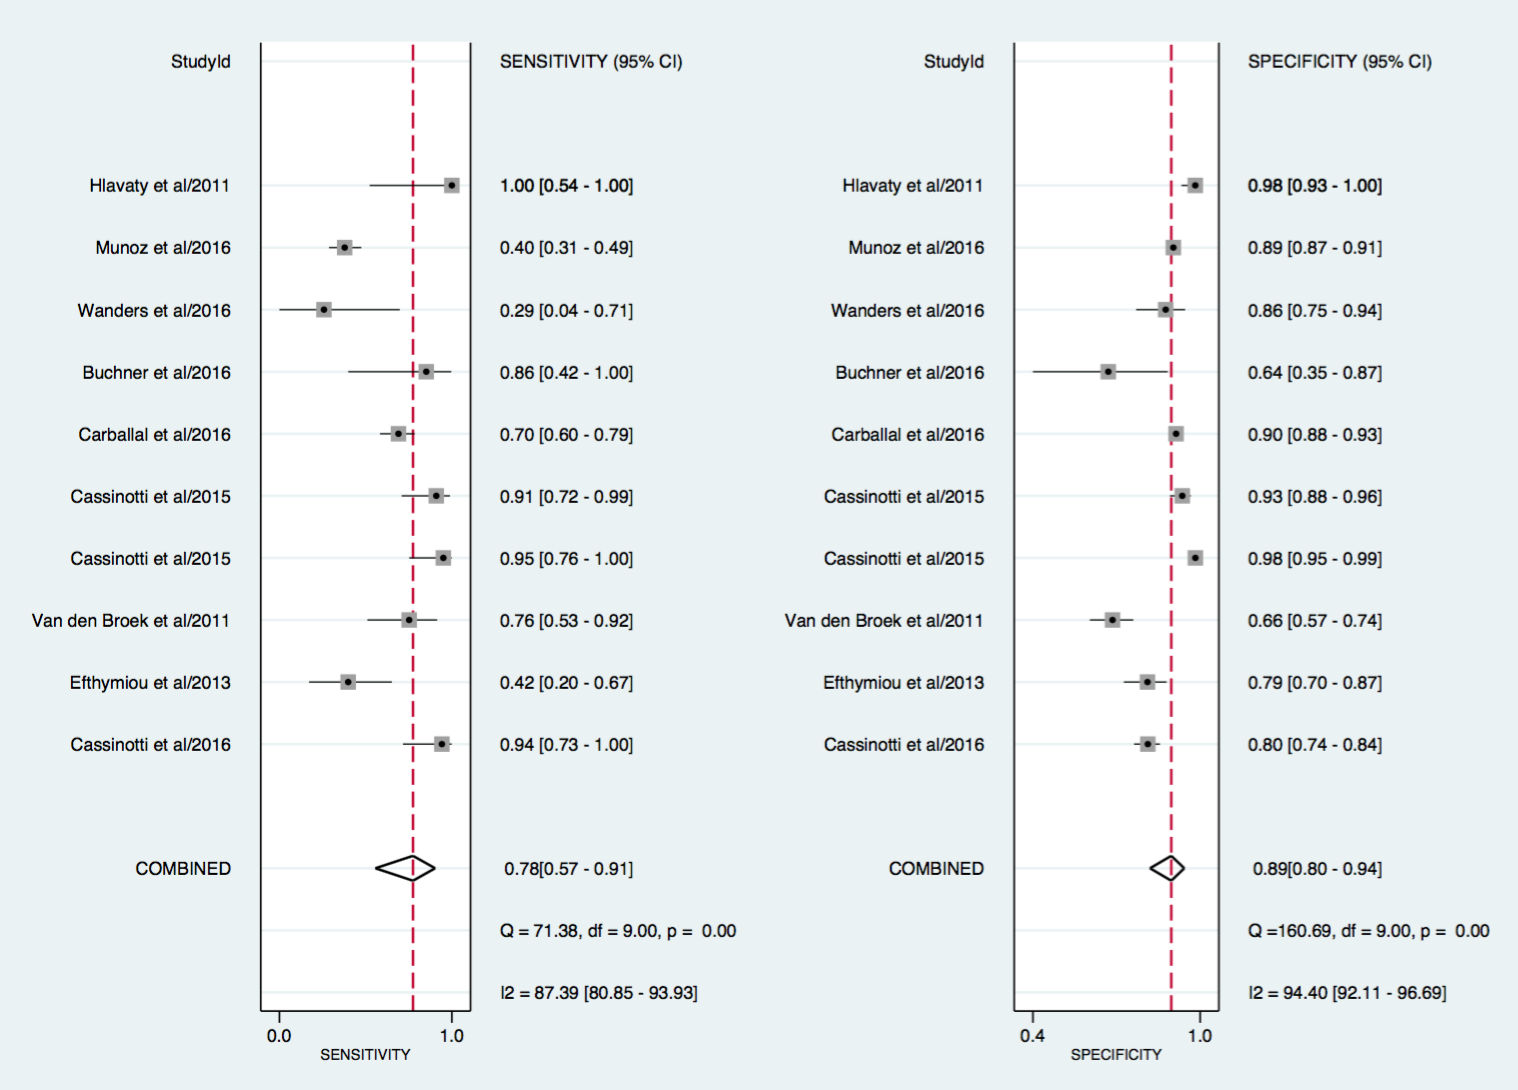 StudyId SENSITIVITY (95% CI)
Hlavaty et al/2011 1.00 [0.54 - 1.00]
Munoz et al/2016 0.40 [0.31 - 0.49]
Wanders et al/2016 0.29 [0.04 - 0.71]
Buchner et al/2016 0.86 [0.42 - 1.00]
Carballal et al/2016 0.70 [0.60 - 0.79]
Cassinotti et al/2015 0.91 [0.72 - 0.99]
Cassinotti et al/2015 0.95 [0.76 - 1.00]
Van den Broek et al/2011 0.76 [0.53 - 0.92]
Efthymiou et al/2013 0.42 [0.20 - 0.67]
Cassinotti et al/2016 0.94 [0.73 - 1.00]
COMBINED 0.78[0.57 - 0.91]
Q = 71.38, df = 9.00, p = 0.00
I2 = 87.39 [80.85 - 93.93]
0.0 1.0
SENSITIVITY
StudyId SPECIFICITY (95% CI)
Hlavaty et al/2011 0.98 [0.93 - 1.00]
Munoz et al/2016 0.89 [0.87 - 0.91]
Wanders et al/2016 0.86 [0.75 - 0.94]
Buchner et al/2016 0.64 [0.35 - 0.87]
Carballal et al/2016 0.90 [0.88 - 0.93]
Cassinotti et al/2015 0.93 [0.88 - 0.96]
Cassinotti et al/2015 0.98 [0.95 - 0.99]
Van den Broek et al/2011 0.66 [0.57 - 0.74]
Efthymiou et al/2013 0.79 [0.70 - 0.87]
Cassinotti et al/2016 0.80 [0.74 - 0.84]
COMBINED 0.89[0.80 - 0.94]
Q =160.69, df = 9.00, p = 0.00
I2 = 94.40 [92.11 - 96.69]
0.4 1.0
SPECIFICITY